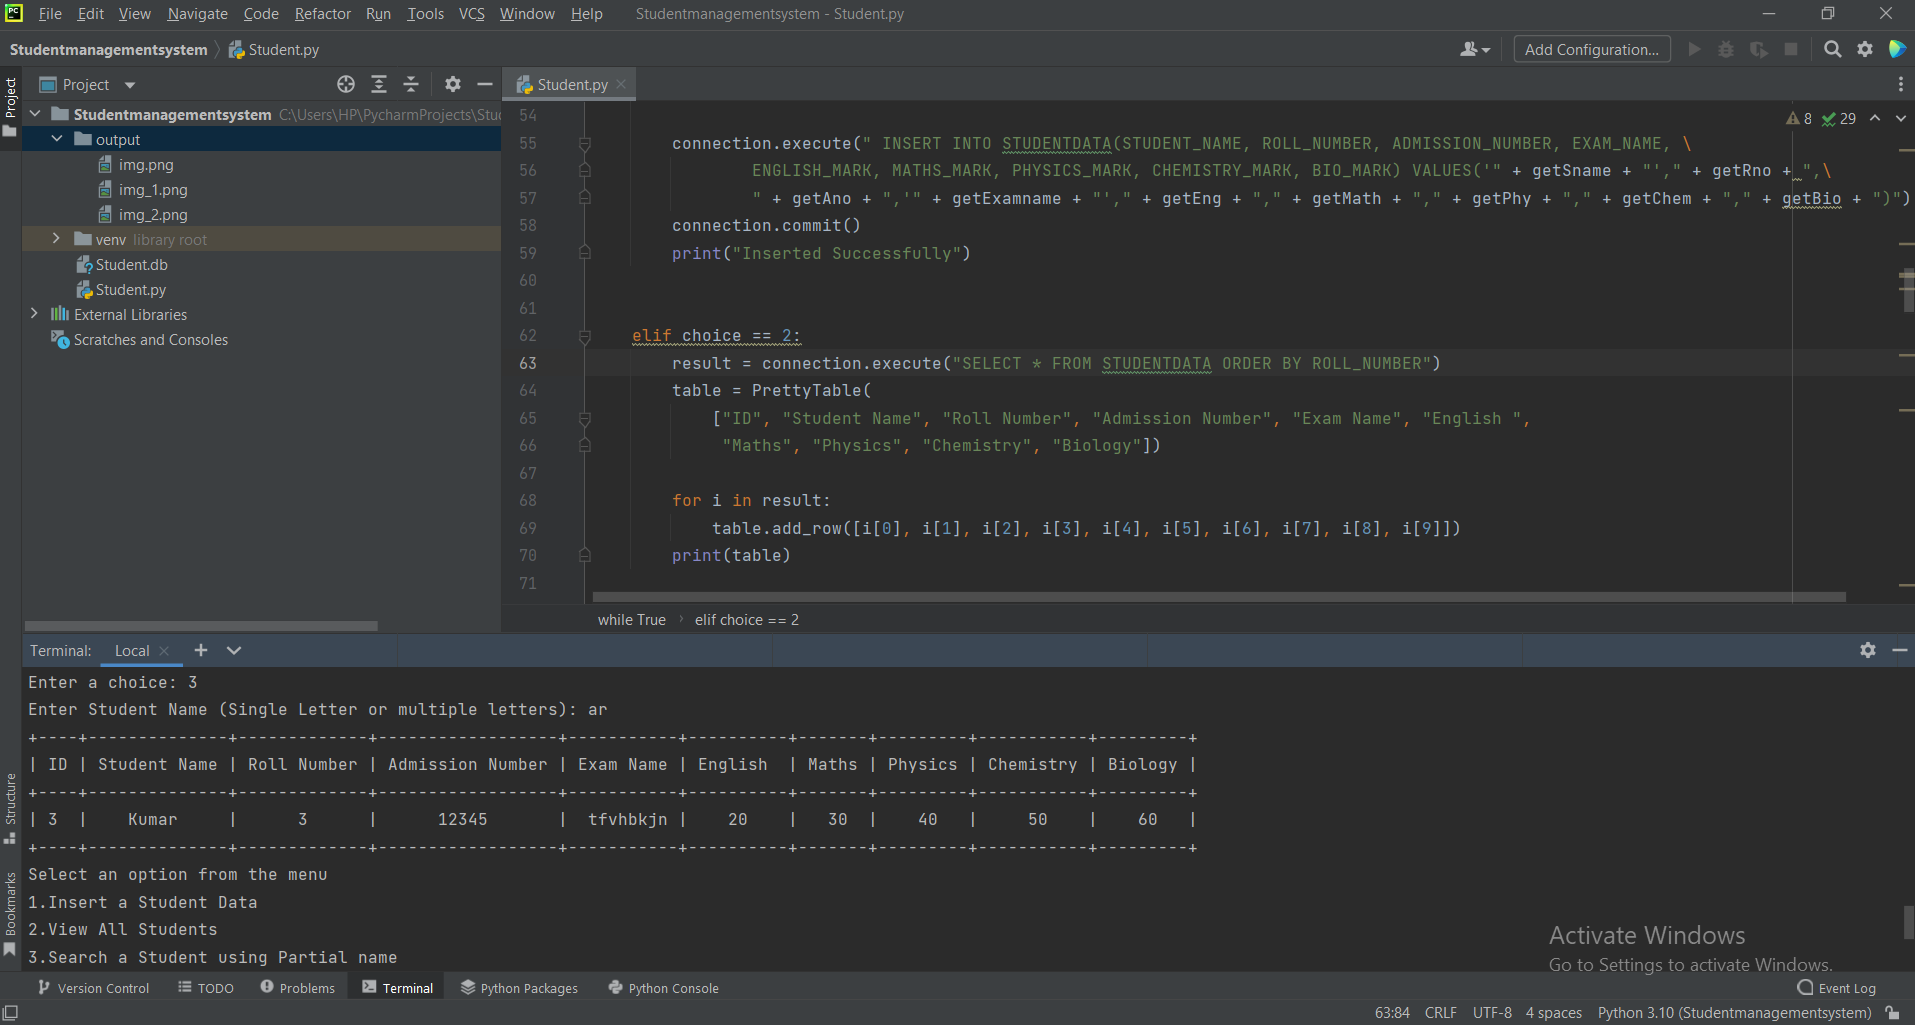 PC File Edit View Navigate Code Refactor Run Tools VCS Window Help Studentmanagementsystem - Student.py
Studentmanagementsystem Student.py Add Configuration...
Project
Project
Student.py
Studentmanagementsystem C:\Users\HP\PycharmProjects\Stu
output
img.png
img_1.png
img_2.png
venv library root
Student.db
Student.py
External Libraries
Scratches and Consoles
8 29
54
55 connection.execute(" INSERT INTO STUDENTDATA(STUDENT_NAME, ROLL_NUMBER, ADMISSION_NUMBER, EXAM_NAME, \
56 ENGLISH_MARK, MATHS_MARK, PHYSICS_MARK, CHEMISTRY_MARK, BIO_MARK) VALUES('" + getSname + "'," + getRno + ",\
57 " + getAno + ",'" + getExamname + "'," + getEng + "," + getMath + "," + getPhy + "," + getChem + "," + getBio + ")")
58 connection.commit()
59 print("Inserted Successfully")
60
61
62 elif choice == 2:
63 result = connection.execute("SELECT * FROM STUDENTDATA ORDER BY ROLL_NUMBER")
64 table = PrettyTable(
65 ["ID", "Student Name", "Roll Number", "Admission Number", "Exam Name", "English ",
66 "Maths", "Physics", "Chemistry", "Biology"])
67
68 for i in result:
69 table.add_row([i[0], i[1], i[2], i[3], i[4], i[5], i[6], i[7], i[8], i[9]])
70 print(table)
71
while True elif choice == 2
Terminal: Local
Enter a choice: 3
Enter Student Name (Single Letter or multiple letters): ar
+----+--------------+-------------+------------------+-----------+----------+-------+---------+-----------+---------+
| ID | Student Name | Roll Number | Admission Number | Exam Name | English  | Maths | Physics | Chemistry | Biology |
+----+--------------+-------------+------------------+-----------+----------+-------+---------+-----------+---------+
| 3  |    Kumar     |      3      |      12345       |  tfvhbkjn |    20    |   30  |    40   |     50    |    60   |
+----+--------------+-------------+------------------+-----------+----------+-------+---------+-----------+---------+
Select an option from the menu
1.Insert a Student Data
2.View All Students
3.Search a Student using Partial name
Structure
Bookmarks
Activate Windows
Go to Settings to activate Windows.
Version Control TODO Problems Terminal Python Packages Python Console Event Log
63:84 CRLF UTF-8 4 spaces Python 3.10 (Studentmanagementsystem)